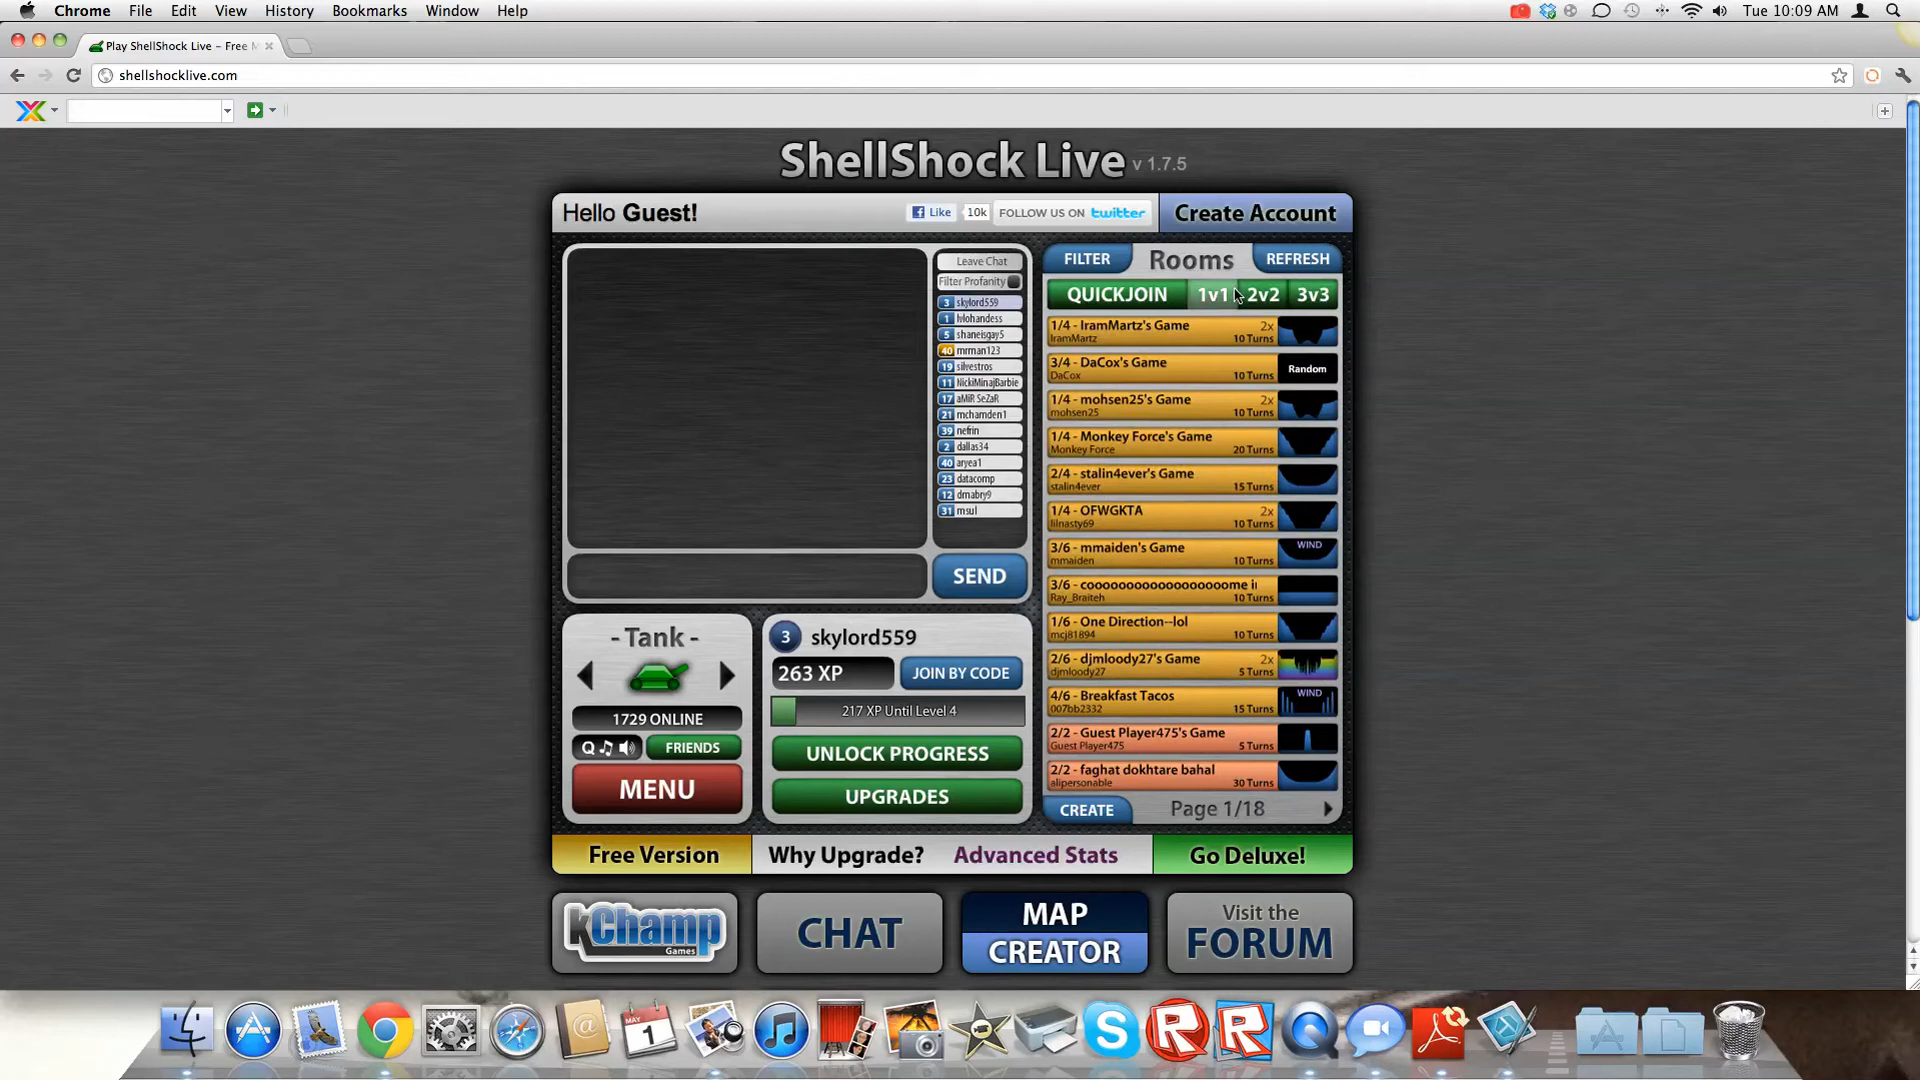 Chrome File Edit View History Bookmarks Window Help Tue 10:09 AM
Play ShellShock Live – Free M
shellshocklive.com
ShellShock Live v 1.7.5
Hello Guest!
Like 10k FOLLOW US ON twitter
Create Account
Leave Chat
Filter Profanity
3 skylord559
1 hlohandess
5 shaneisgay5
40 mrman123
19 silvestros
11 NickiMinajBarbie
17 aMiR SeZaR
21 mchamden1
39 nefrin
2 dallas34
40 aryea1
23 datacomp
12 drnabry9
31 msul
SEND
FILTER Rooms REFRESH
QUICKJOIN 1v1 2v2 3v3
1/4 - IramMartz's Game 2x
IramMartz 10 Turns
3/4 - DaCox's Game
DaCox 10 Turns
Random
1/4 - mohsen25's Game 2x
mohsen25 10 Turns
1/4 - Monkey Force's Game
Monkey Force 20 Turns
2/4 - stalin4ever's Game
stalin4ever 15 Turns
1/4 - OFWGKTA 2x
lilnasty69 10 Turns
3/6 - mmaiden's Game
mmaiden 10 Turns
WIND
3/6 - cooooooooooooooooome i
Ray_Braiteh 10 Turns
1/6 - One Direction--lol
mcj81894 10 Turns
2/6 - djmloody27's Game 2x
djmloody27 5 Turns
4/6 - Breakfast Tacos
007bb2332 15 Turns
WIND
2/2 - Guest Player475's Game
Guest Player475 5 Turns
2/2 - faghat dokhtare bahal
alipersonable 30 Turns
CREATE Page 1/18
- Tank -
1729 ONLINE
Q FRIENDS
MENU
3 skylord559
263 XP JOIN BY CODE
217 XP Until Level 4
UNLOCK PROGRESS
UPGRADES
Free Version Why Upgrade? Advanced Stats Go Deluxe!
kChamp
Games
CHAT
MAP
CREATOR
Visit the
FORUM
MAY
1